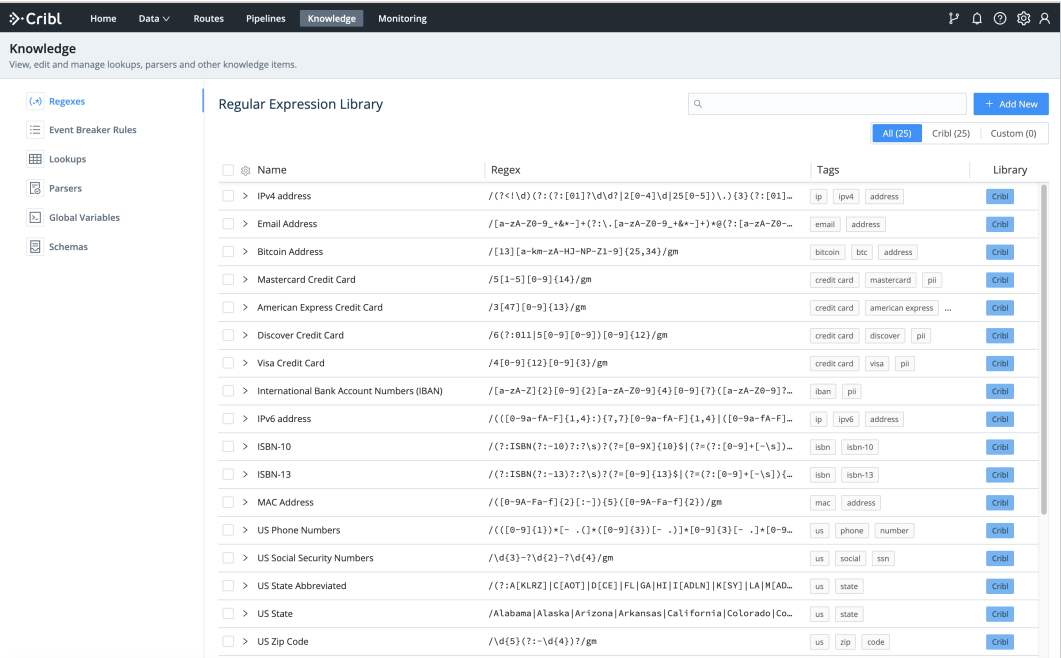 Cribl Home Data Routes Pipelines Knowledge Monitoring
Knowledge
View, edit and manage lookups, parsers and other knowledge items.
(.*) Regexes
Event Breaker Rules
Lookups
Parsers
Global Variables
Schemas
Regular Expression Library
+ Add New
All (25) Cribl (25) Custom (0)
Name Regex Tags Library
IPv4 address /(?<!\d)(?:(?:[01]?\d\d?|2[0-4]\d|25[0-5])\.){3}(?:[01]… ip ipv4 address Cribl
Email Address /[a-zA-Z0-9_+&*-]+(?:\.[a-zA-Z0-9_+&*-]+)*@(?:[a-zA-Z0-… email address Cribl
Bitcoin Address /[13][a-km-zA-HJ-NP-Z1-9]{25,34}/gm bitcoin btc address Cribl
Mastercard Credit Card /5[1-5][0-9]{14}/gm credit card mastercard pii Cribl
American Express Credit Card /3[47][0-9]{13}/gm credit card american express ... Cribl
Discover Credit Card /6(?:011|5[0-9][0-9])[0-9]{12}/gm credit card discover pii Cribl
Visa Credit Card /4[0-9]{12}[0-9]{3}/gm credit card visa pii Cribl
International Bank Account Numbers (IBAN) /[a-zA-Z]{2}[0-9]{2}[a-zA-Z0-9]{4}[0-9]{7}([a-zA-Z0-9]?… iban pii Cribl
IPv6 address /(([0-9a-fA-F]{1,4}:){7,7}[0-9a-fA-F]{1,4}|([0-9a-fA-F]… ip ipv6 address Cribl
ISBN-10 /(?:ISBN(?:-10)?:?\s)?(?=[0-9X]{10}$|(?=(?:[0-9]+[-\s])… isbn isbn-10 Cribl
ISBN-13 /(?:ISBN(?:-13)?:?\s)?(?=[0-9]{13}$|(?=(?:[0-9]+[-\s]){… isbn isbn-13 Cribl
MAC Address /([0-9A-Fa-f]{2}[:-]){5}([0-9A-Fa-f]{2})/gm mac address Cribl
US Phone Numbers /(([0-9]{1})*[- .(]*([0-9]{3})[- .)]*[0-9]{3}[- .]*[0-9… us phone number Cribl
US Social Security Numbers /\d{3}-?\d{2}-?\d{4}/gm us social ssn Cribl
US State Abbreviated /(?:A[KLRZ]|C[AOT]|D[CE]|FL|GA|HI|I[ADLN]|K[SY]|LA|M[AD… us state Cribl
US State /Alabama|Alaska|Arizona|Arkansas|California|Colorado|Co… us state Cribl
US Zip Code /\d{5}(?:-\d{4})?/gm us zip code Cribl